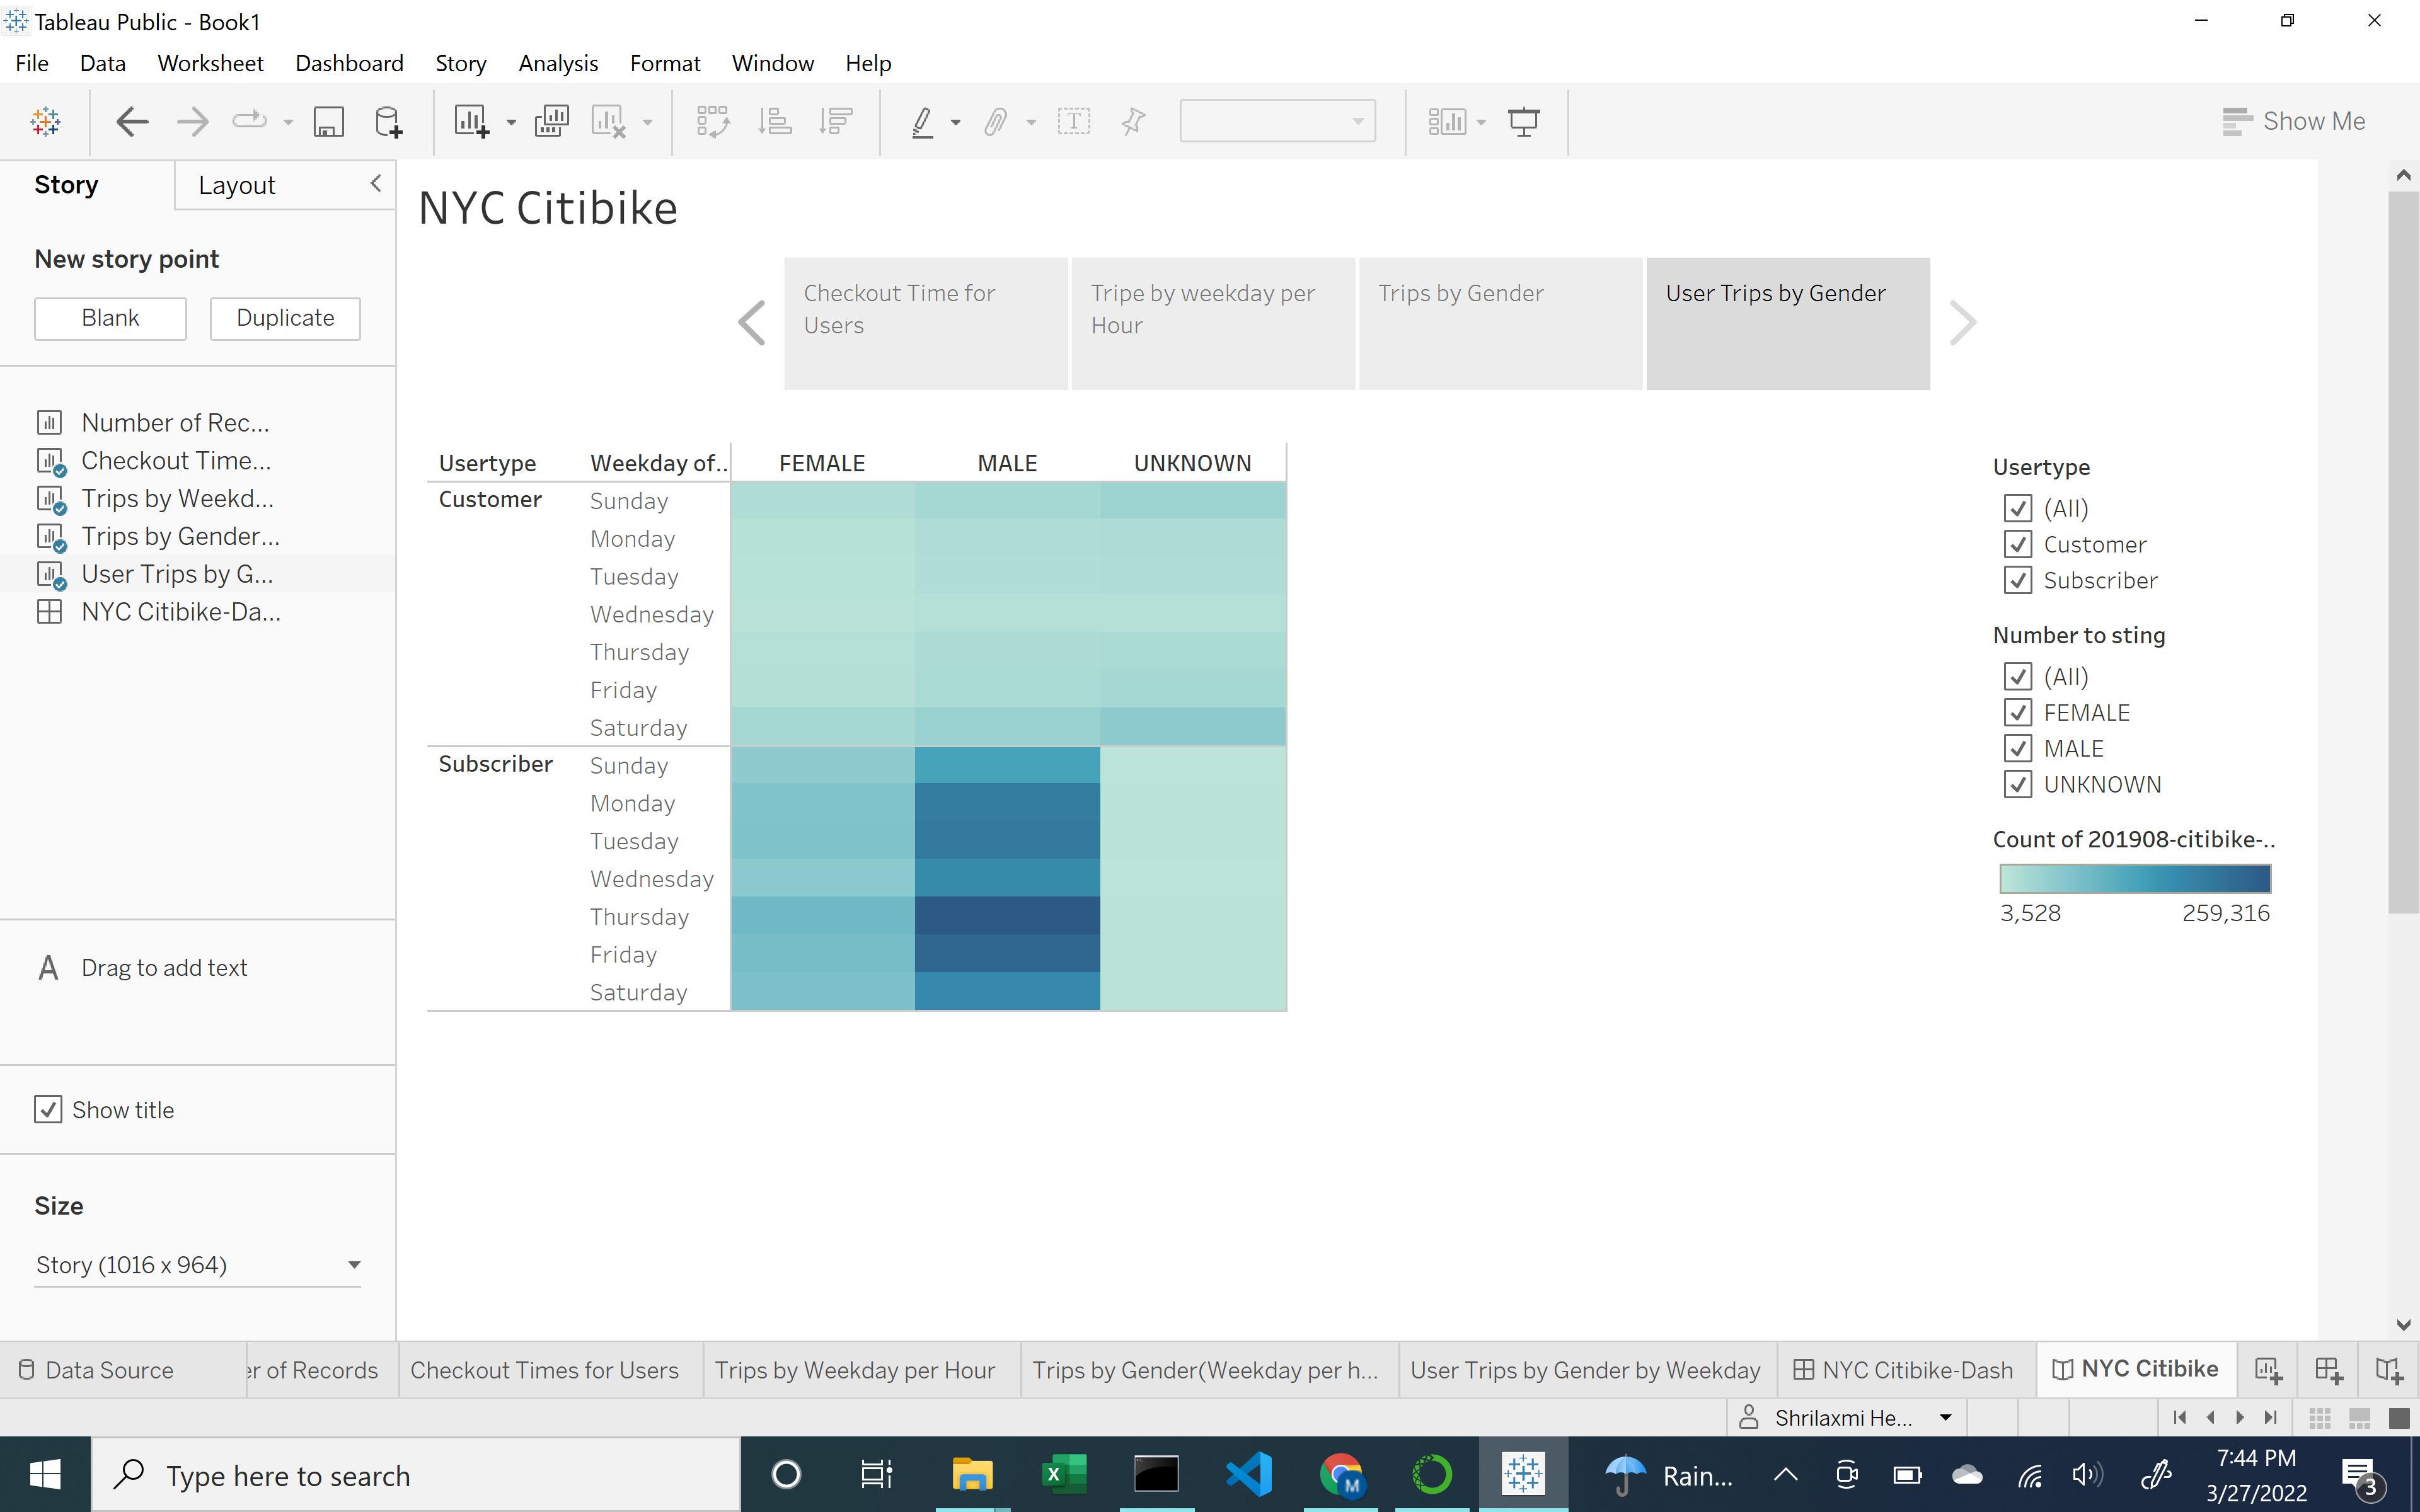 Tableau Public - Book1
File Data Worksheet Dashboard Story Analysis Format Window Help
Show Me
Story Layout
New story point
Blank Duplicate
Number of Rec...
Checkout Time...
Trips by Weekd...
Trips by Gender...
User Trips by G...
NYC Citibike-Da...
A Drag to add text
Show title
Size
Story (1016 x 964)
NYC Citibike
Checkout Time for
Users
Tripe by weekday per
Hour
Trips by Gender
User Trips by Gender
Usertype Weekday of.. FEMALE MALE UNKNOWN
Customer Sunday
Monday
Tuesday
Wednesday
Thursday
Friday
Saturday
Subscriber Sunday
Monday
Tuesday
Wednesday
Thursday
Friday
Saturday
Usertype
(All)
Customer
Subscriber
Number to sting
(All)
FEMALE
MALE
UNKNOWN
Count of 201908-citibike-..
3,528 259,316
Data Source er of Records Checkout Times for Users Trips by Weekday per Hour Trips by Gender(Weekday per h... User Trips by Gender by Weekday NYC Citibike-Dash NYC Citibike
Shrilaxmi He...
Type here to search
Rain...
7:44 PM
3/27/2022
3